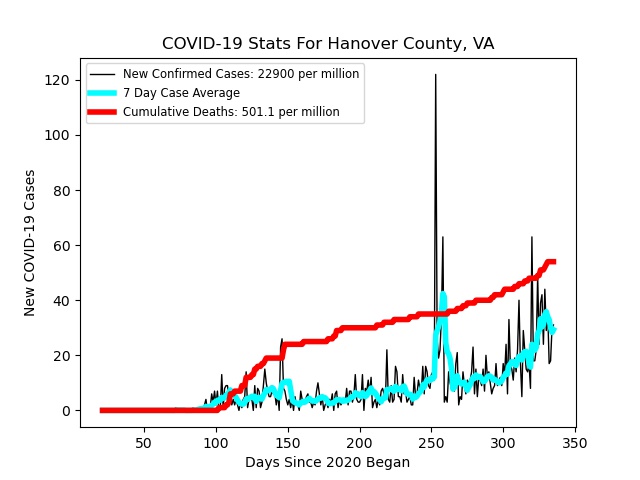 COVID-19 Stats For Hanover County, VA
New Confirmed Cases: 22900 per million
7 Day Case Average
Cumulative Deaths: 501.1 per million
New COVID-19 Cases
120
100
80
60
40
20
0
50 100 150 200 250 300 350
Days Since 2020 Began